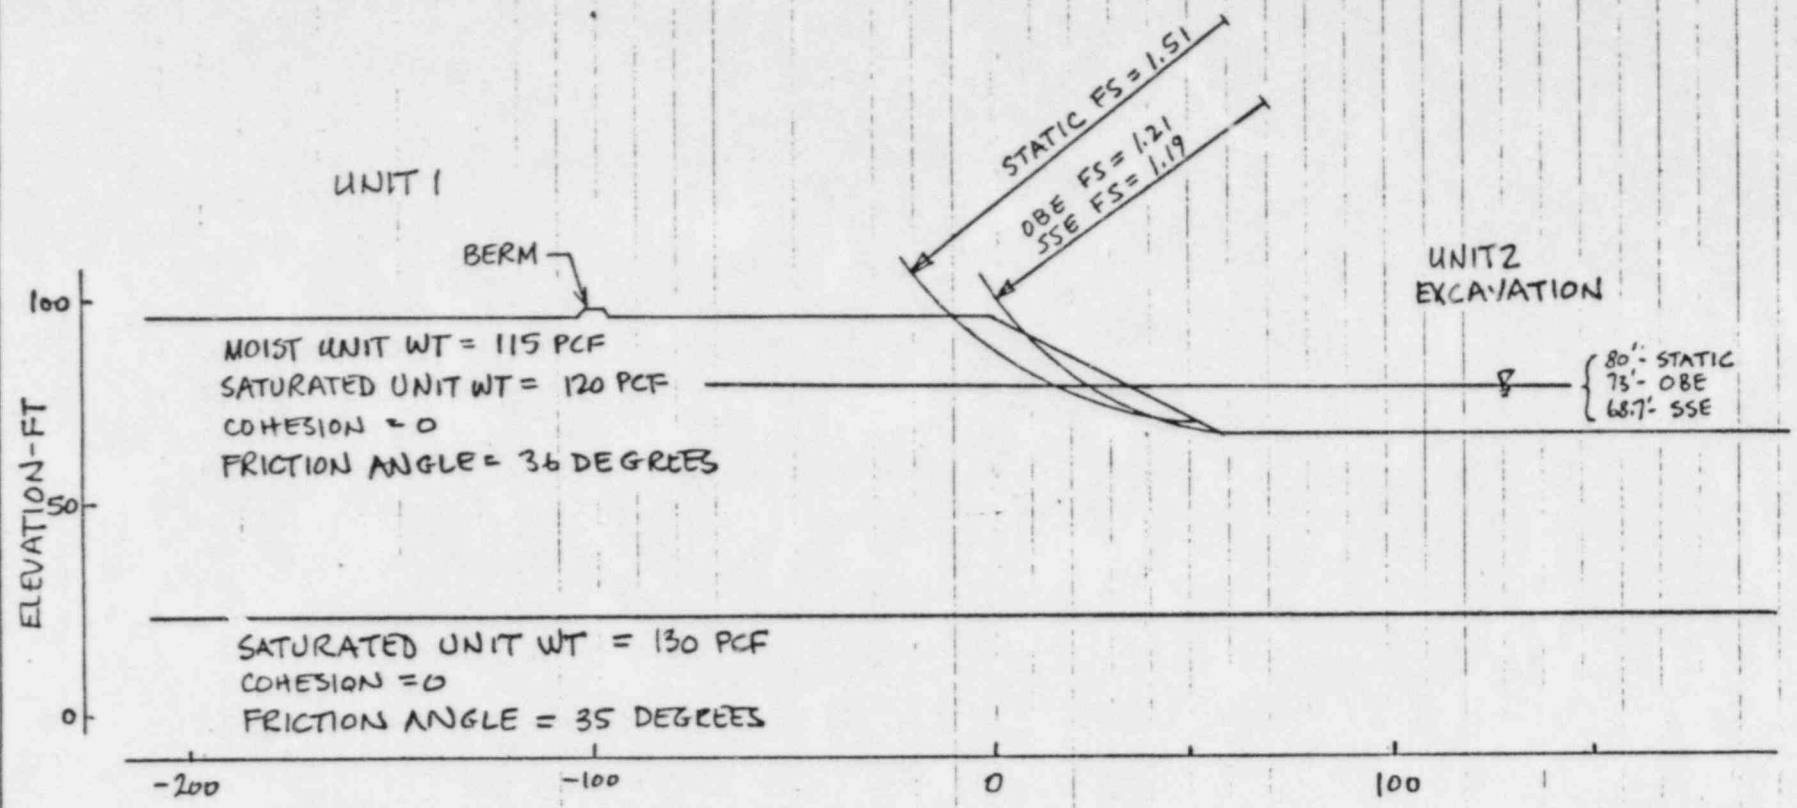 STATIC FS = 1.51
OBE FS = 1.21
SSE FS = 1.19
UNIT 1
BERM
UNIT 2
EXCAVATION
100
MOIST UNIT WT = 115 PCF
SATURATED UNIT WT = 120 PCF
COHESION = 0
FRICTION ANGLE = 36 DEGREES
80'- STATIC
73'- OBE
68.7'- SSE
ELEVATION-FT
50
SATURATED UNIT WT = 130 PCF
COHESION = 0
FRICTION ANGLE = 35 DEGREES
0
-200
-100
0
100